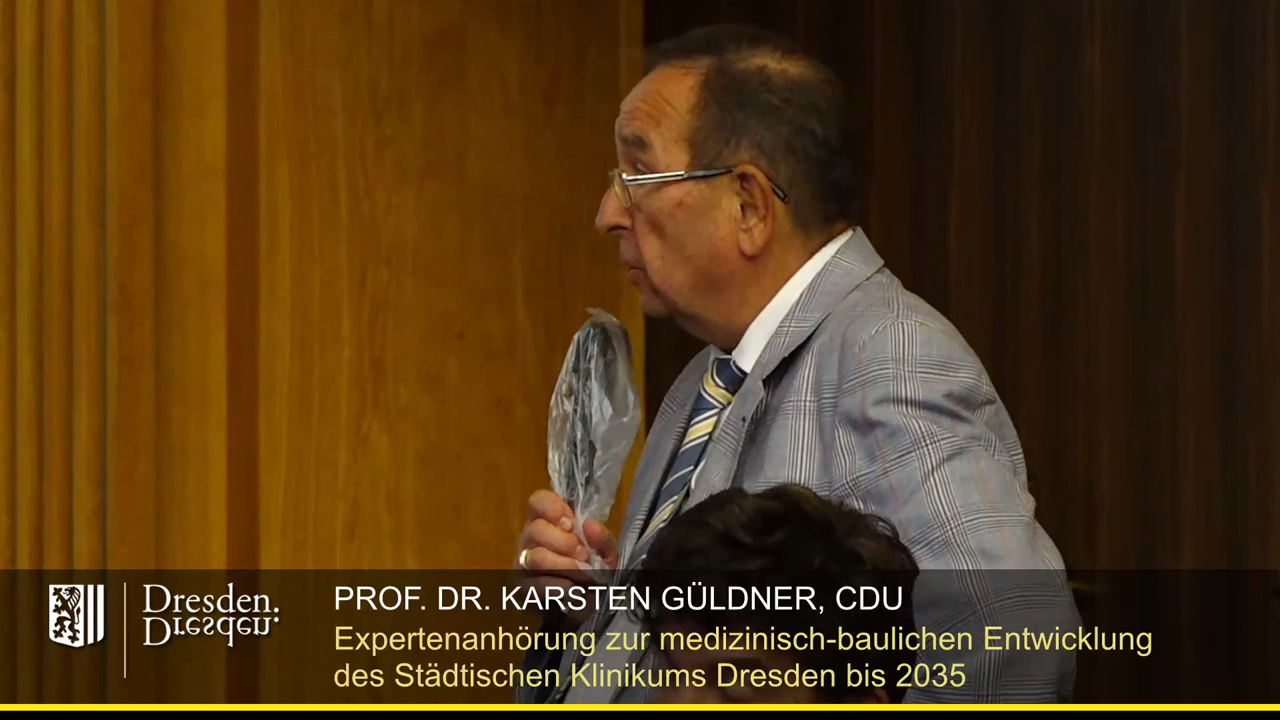 Dresden.
Dresden.
PROF. DR. KARSTEN GÜLDNER, CDU
Expertenanhörung zur medizinisch-baulichen Entwicklung
des Städtischen Klinikums Dresden bis 2035